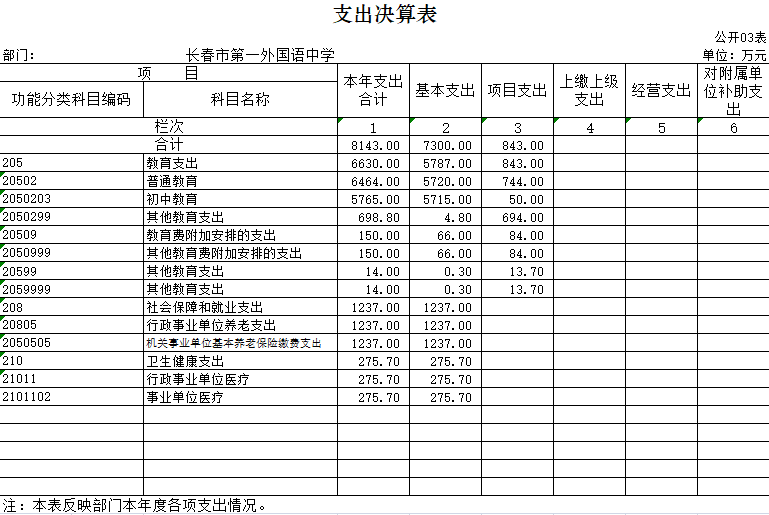 支出决算表
公开03表
部门： 长春市第一外国语中学 单位：万元
项 目 本年支出合计 基本支出 项目支出 上缴上级支出 经营支出 对附属单位补助支出
功能分类科目编码 科目名称
栏次 1 2 3 4 5 6
合计 8143.00 7300.00 843.00
205 教育支出 6630.00 5787.00 843.00
20502 普通教育 6464.00 5720.00 744.00
2050203 初中教育 5765.00 5715.00 50.00
2050299 其他教育支出 698.80 4.80 694.00
20509 教育费附加安排的支出 150.00 66.00 84.00
2050999 其他教育费附加安排的支出 150.00 66.00 84.00
20599 其他教育支出 14.00 0.30 13.70
2059999 其他教育支出 14.00 0.30 13.70
208 社会保障和就业支出 1237.00 1237.00
20805 行政事业单位养老支出 1237.00 1237.00
2050505 机关事业单位基本养老保险缴费支出 1237.00 1237.00
210 卫生健康支出 275.70 275.70
21011 行政事业单位医疗 275.70 275.70
2101102 事业单位医疗 275.70 275.70
注：本表反映部门本年度各项支出情况。